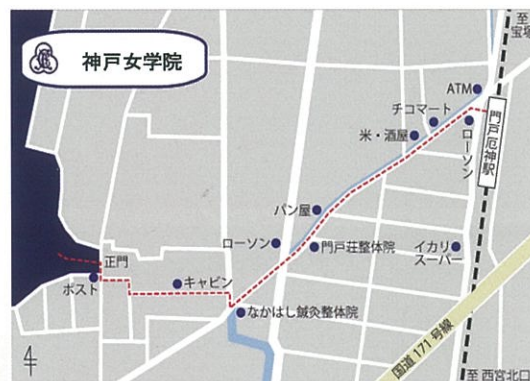 神戸女学院
至
宝塚
ATM
チコマート
米・酒屋
ローソン
門戸厄神駅
パン屋
ローソン
門戸荘整体院
イカリ
スーパー
正門
ポスト
キャビン
なかはし鍼灸整体院
国道171号線
至 西宮北口